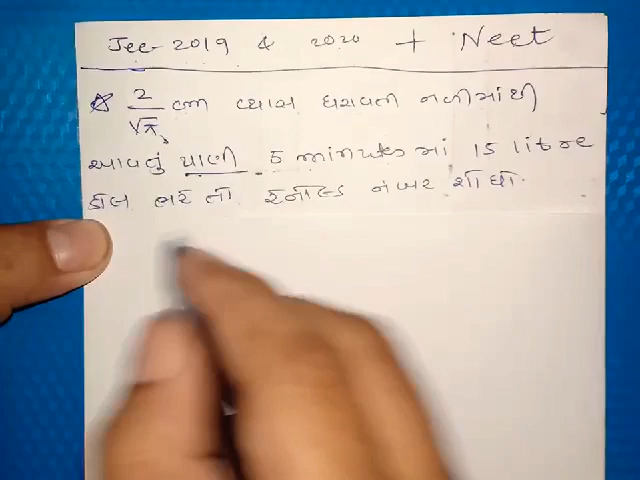 Jee 2019 & 2020 + Neet
☆ 2/√π cm વ્યાસ ધરાવતી નળીમાંથી
આવતું પાણી 5 minutes માં 15 litre
ડોલ ભરે તો રેનોલ્ડ નંબર શોધો.